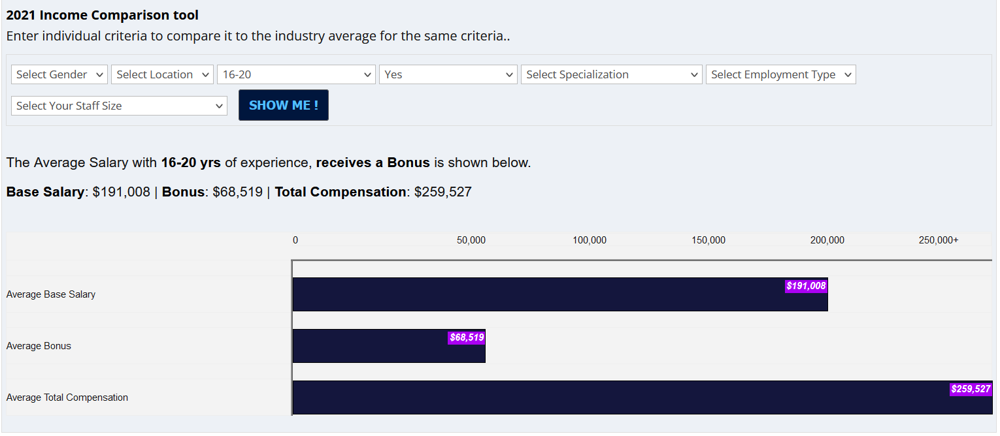 2021 Income Comparison tool
Enter individual criteria to compare it to the industry average for the same criteria..
Select Gender Select Location 16-20 Yes Select Specialization Select Employment Type
Select Your Staff Size SHOW ME !
The Average Salary with 16-20 yrs of experience, receives a Bonus is shown below.
Base Salary: $191,008 | Bonus: $68,519 | Total Compensation: $259,527
0 50,000 100,000 150,000 200,000 250,000+
Average Base Salary $191,008
Average Bonus $68,519
Average Total Compensation $259,527